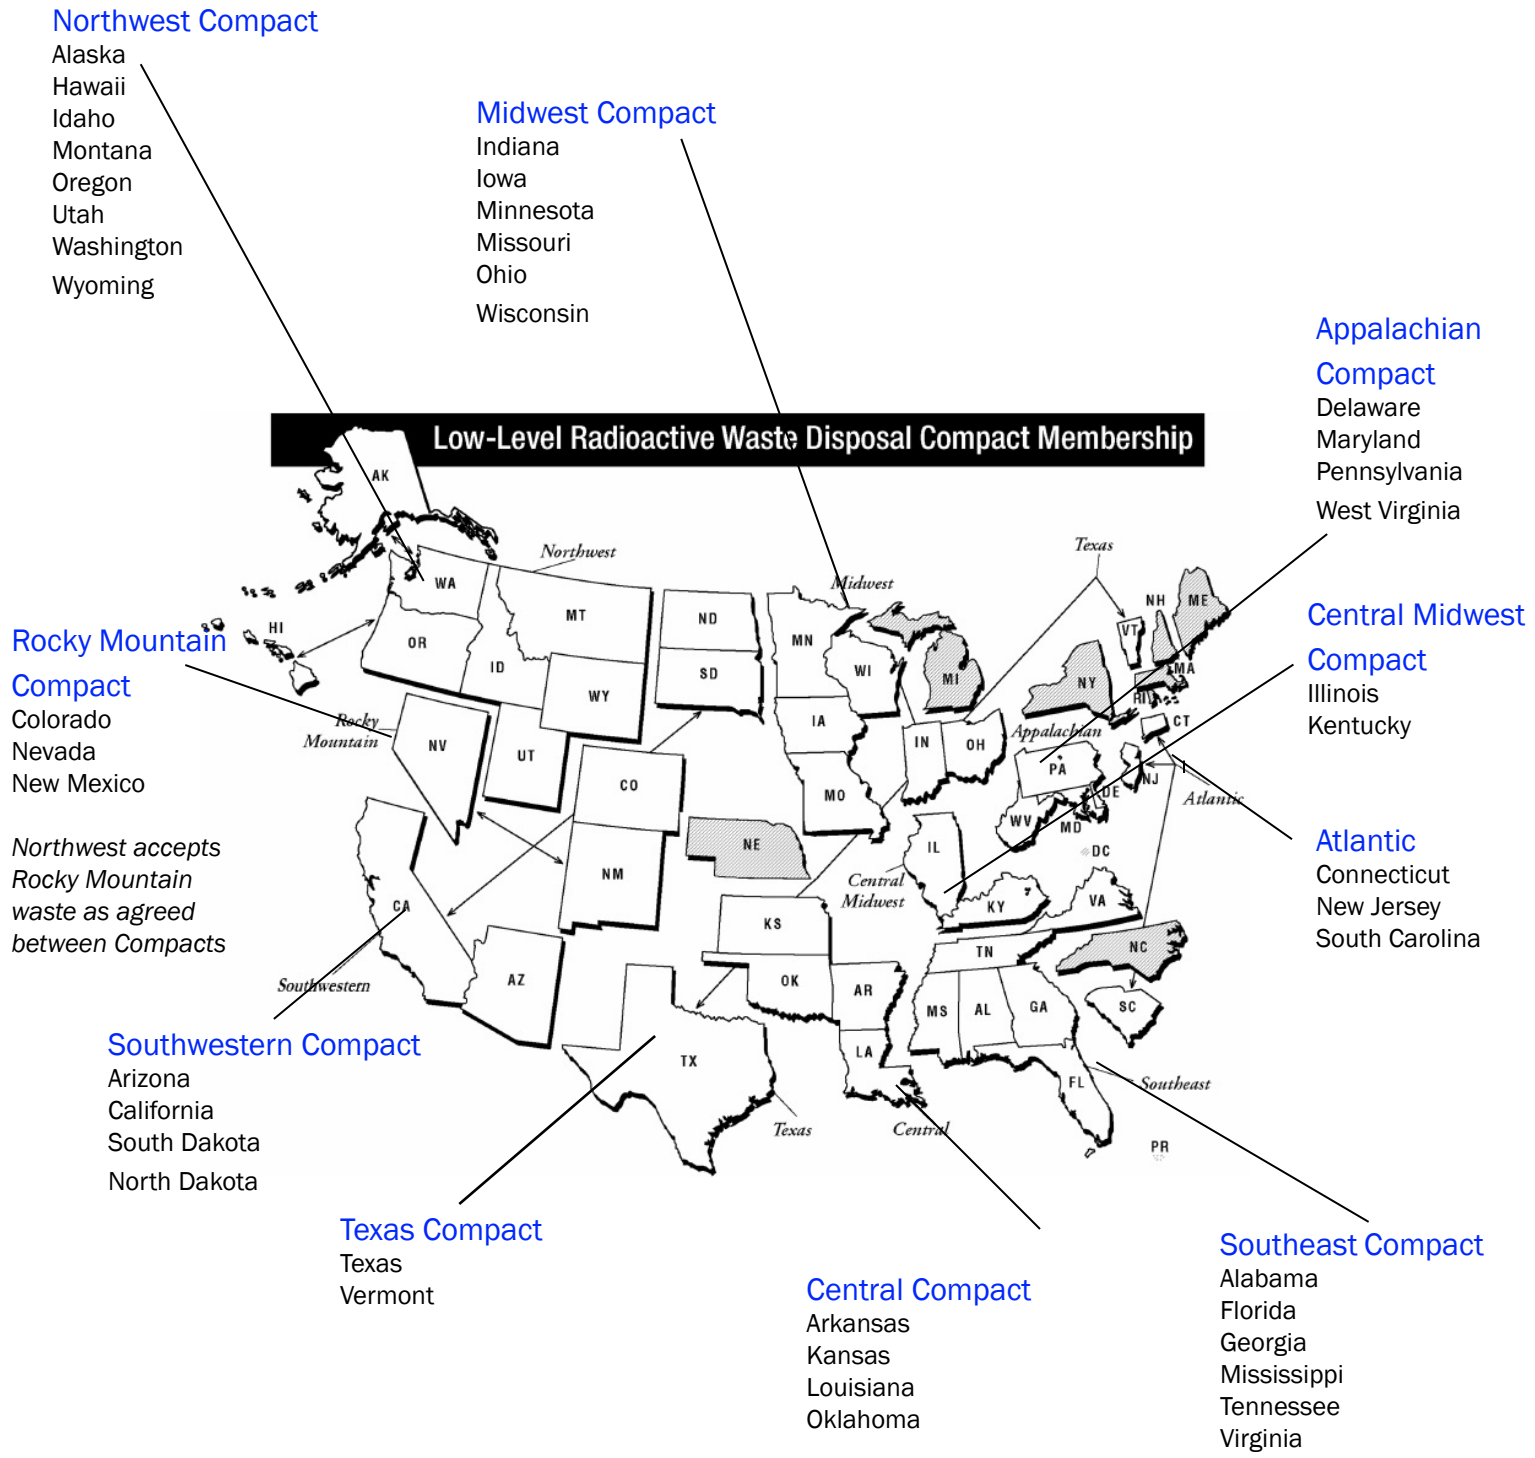 Northwest Compact
Alaska
Hawaii
Idaho
Montana
Oregon
Utah
Washington
Wyoming
Midwest Compact
Indiana
Iowa
Minnesota
Missouri
Ohio
Wisconsin
Appalachian
Compact
Delaware
Maryland
Pennsylvania
West Virginia
Central Midwest
Compact
Illinois
Kentucky
Atlantic
Connecticut
New Jersey
South Carolina
Rocky Mountain
Compact
Colorado
Nevada
New Mexico
Northwest accepts
Rocky Mountain
waste as agreed
between Compacts
Southwestern Compact
Arizona
California
South Dakota
North Dakota
Texas Compact
Texas
Vermont
Central Compact
Arkansas
Kansas
Louisiana
Oklahoma
Southeast Compact
Alabama
Florida
Georgia
Mississippi
Tennessee
Virginia
Low-Level Radioactive Waste Disposal Compact Membership
AK
Northwest
Texas
WA
Midwest
NH
ME
HI
MT
ND
MN
VT
OR
ID
SD
WI
MI
NY
MA
WY
RI
Rocky
Mountain
NV
IA
CT
UT
IN
OH
Appalachian
CO
PA
NJ
MO
DE
Atlantic
WV
MD
NE
IL
DC
NM
Central
Midwest
CA
KS
KY
VA
TN
NC
Southwestern
AZ
OK
AR
MS
AL
GA
SC
TX
LA
FL
Southeast
Texas
Central
PR